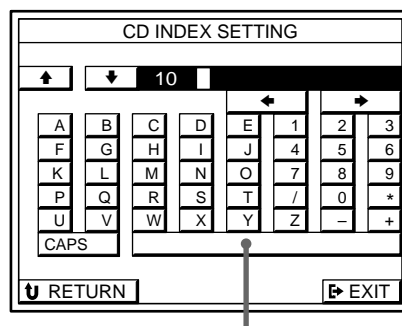 CD INDEX SETTING
10
A B C D E 1 2 3
F G H I J 4 5 6
K L M N O 7 8 9
P Q R S T / 0 *
U V W X Y Z – +
CAPS
RETURN EXIT